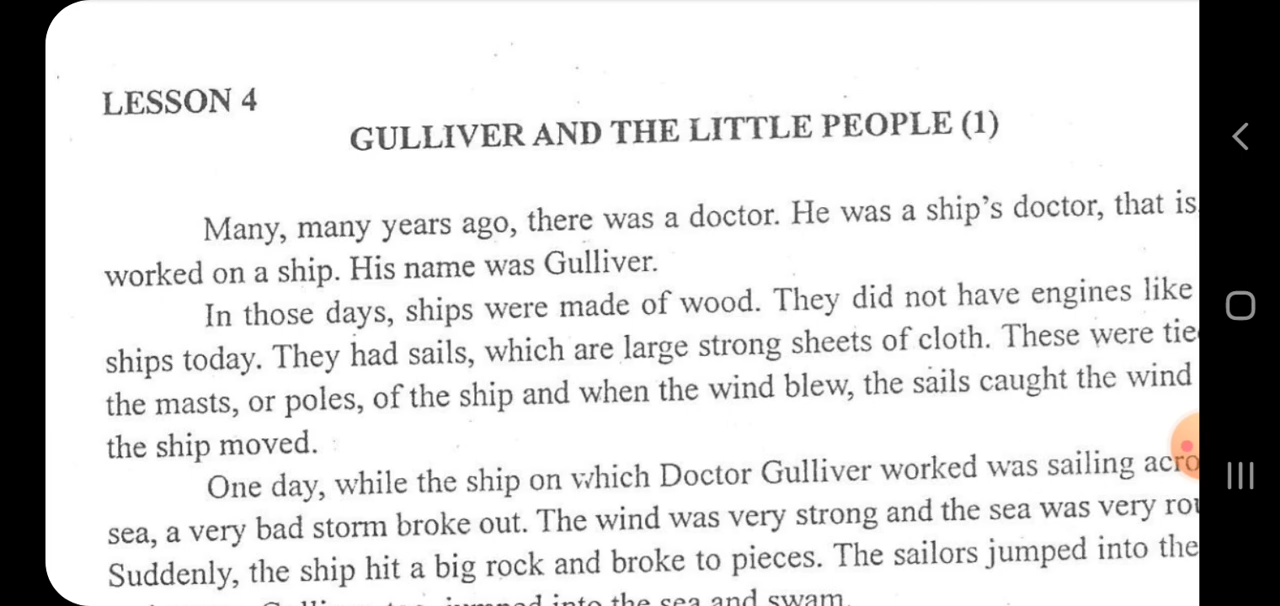 LESSON 4
GULLIVER AND THE LITTLE PEOPLE (1)
Many, many years ago, there was a doctor. He was a ship's doctor, that is
worked on a ship. His name was Gulliver.
In those days, ships were made of wood. They did not have engines like
ships today. They had sails, which are large strong sheets of cloth. These were
the masts, or poles, of the ship and when the wind blew, the sails caught the wind
the ship moved.
One day, while the ship on which Doctor Gulliver worked was sailing
sea, a very bad storm broke out. The wind was very strong and the sea was very
Suddenly, the ship hit a big rock and broke to pieces. The sailors jumped into the
jumped into the sea and swam.